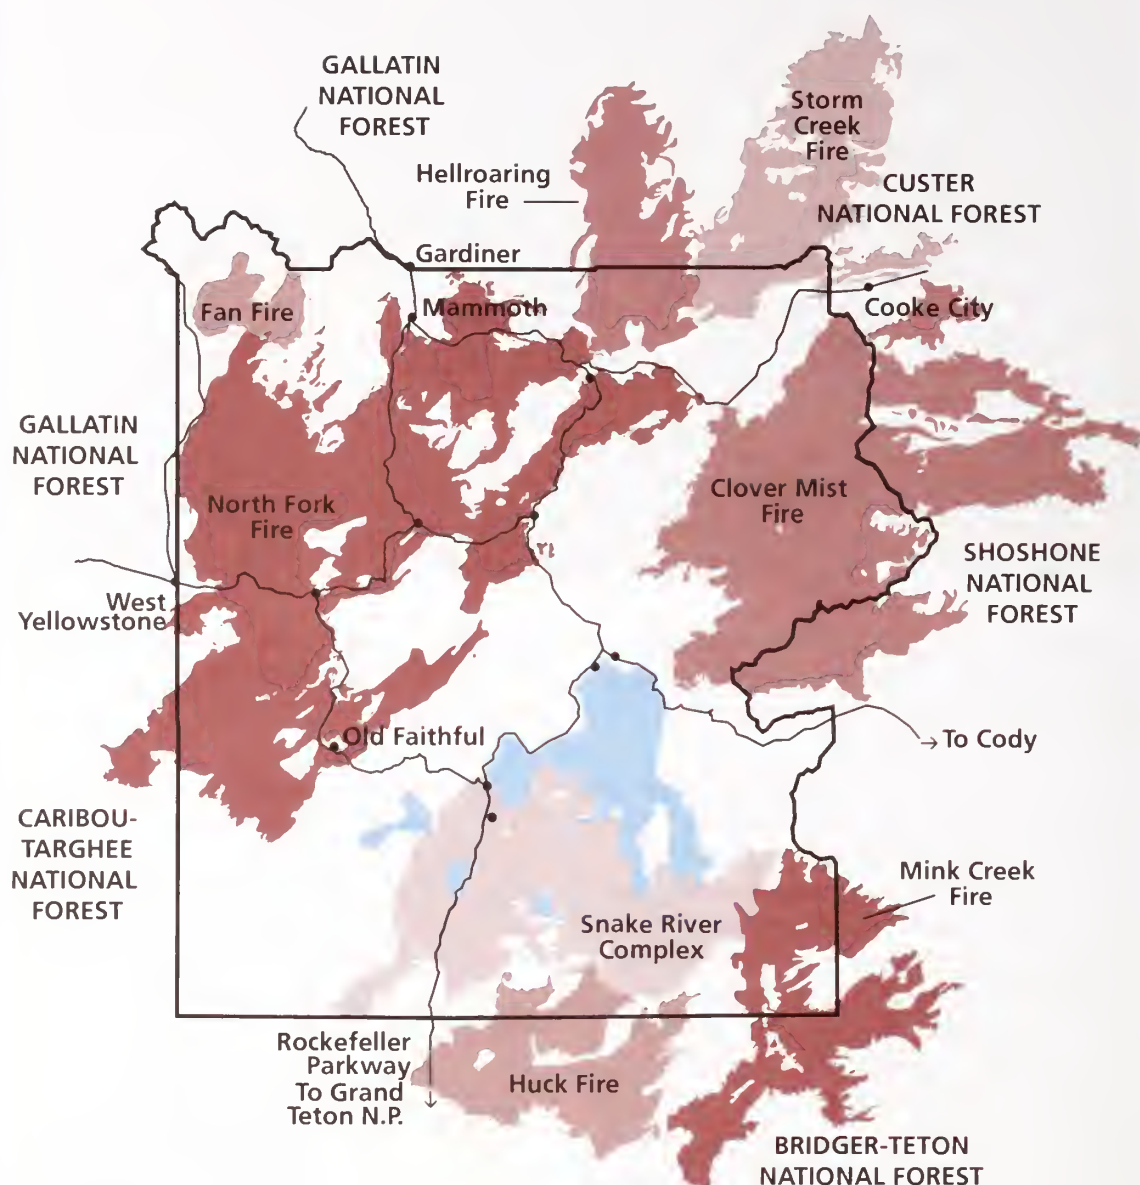 GALLATIN
NATIONAL
FOREST
Storm
Creek
Fire
Hellroaring
Fire
CUSTER
NATIONAL FOREST
Gardiner
Fan Fire
Mammoth
Cooke City
GALLATIN
NATIONAL
FOREST
North Fork
Fire
Clover Mist
Fire
SHOSHONE
NATIONAL
FOREST
West
Yellowstone
Old Faithful
To Cody
CARIBOU-
TARGHEE
NATIONAL
FOREST
Mink Creek
Fire
Snake River
Complex
Rockefeller
Parkway
To Grand
Teton N.P.
Huck Fire
BRIDGER-TETON
NATIONAL FOREST